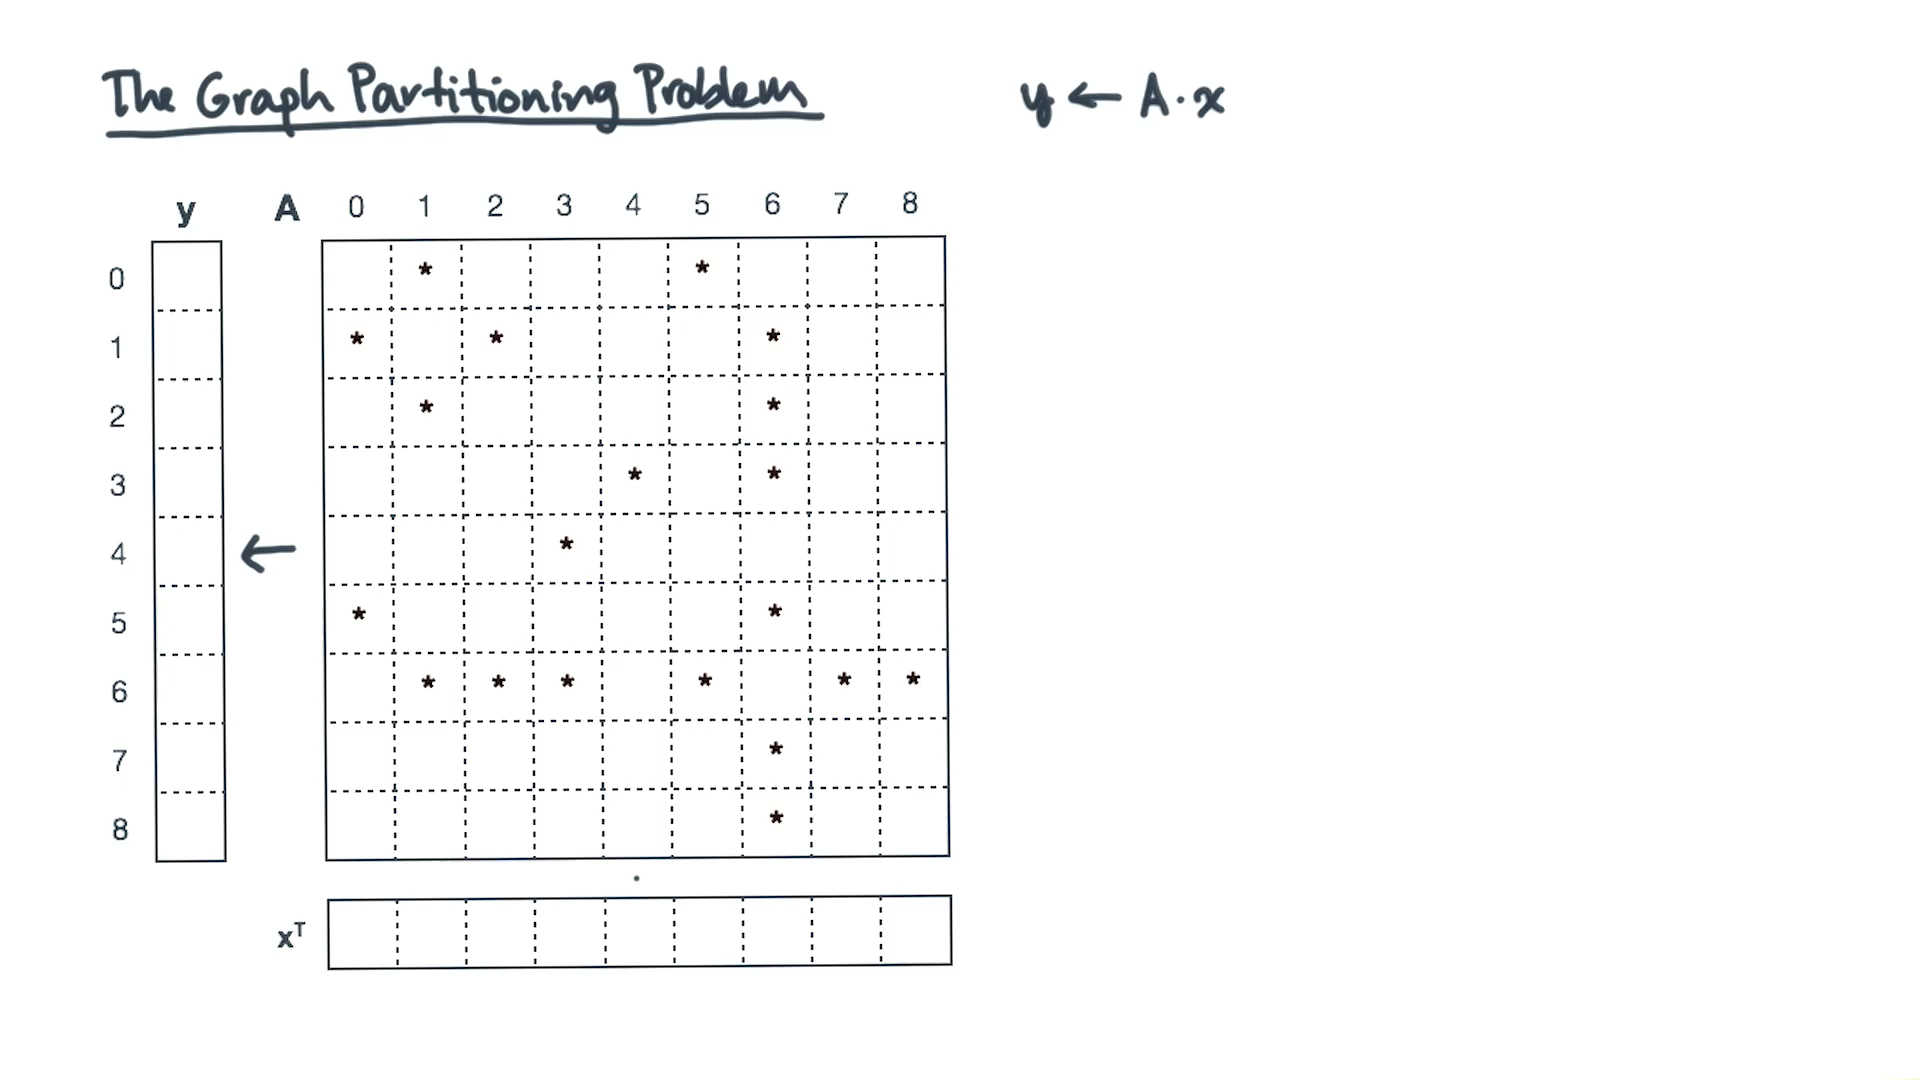 The Graph Partitioning Problem
y ← A · x
y A 0 1 2 3 4 5 6 7 8
0 * *
1 * * *
2 * *
3 * *
4 ← *
5 * *
6 * * * * * *
7 *
8 *
·
xᵀ